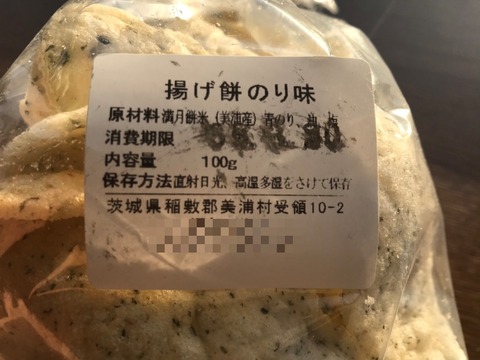 揚げ餅のり味
原材料 満月餅米（美浦産）青のり、
消費期限
内容量 100g
保存方法 直射日光、高温多湿をさけて保存
茨城県稲敷郡美浦村受領10-2